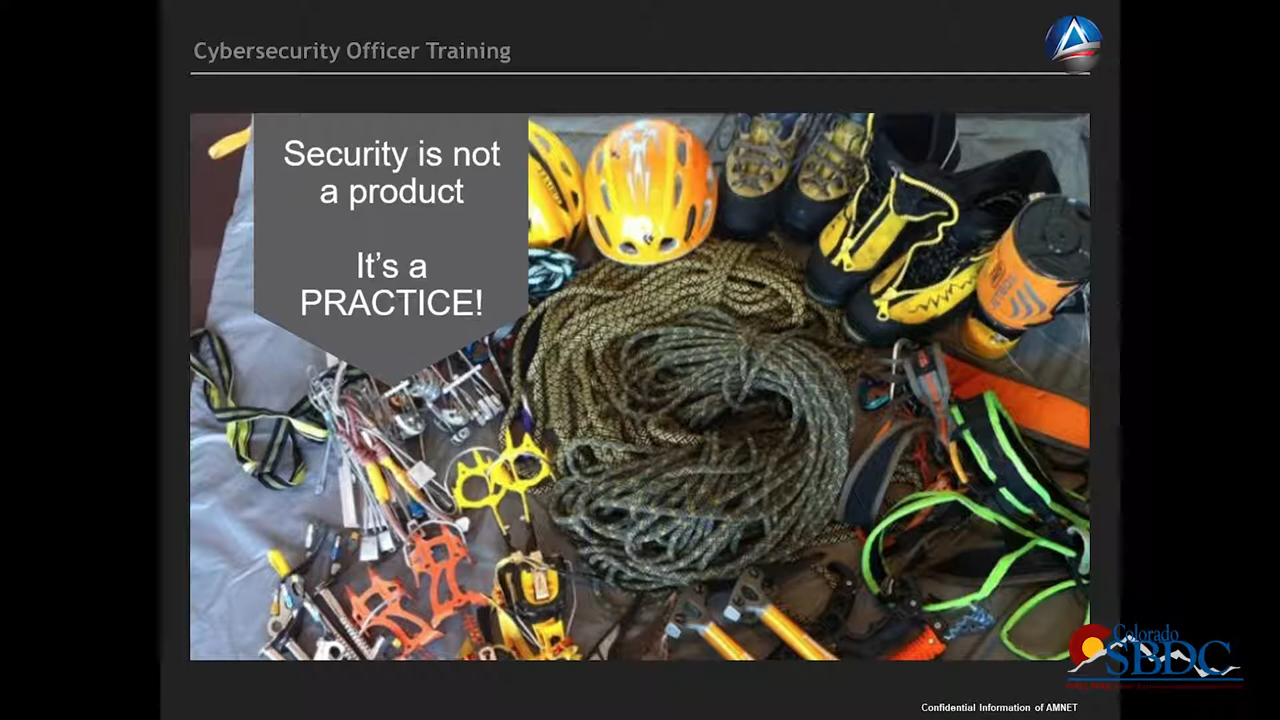 Cybersecurity Officer Training
Security is not
a product
It's a
PRACTICE!
Colorado
SBDC
Confidential Information of AMNET